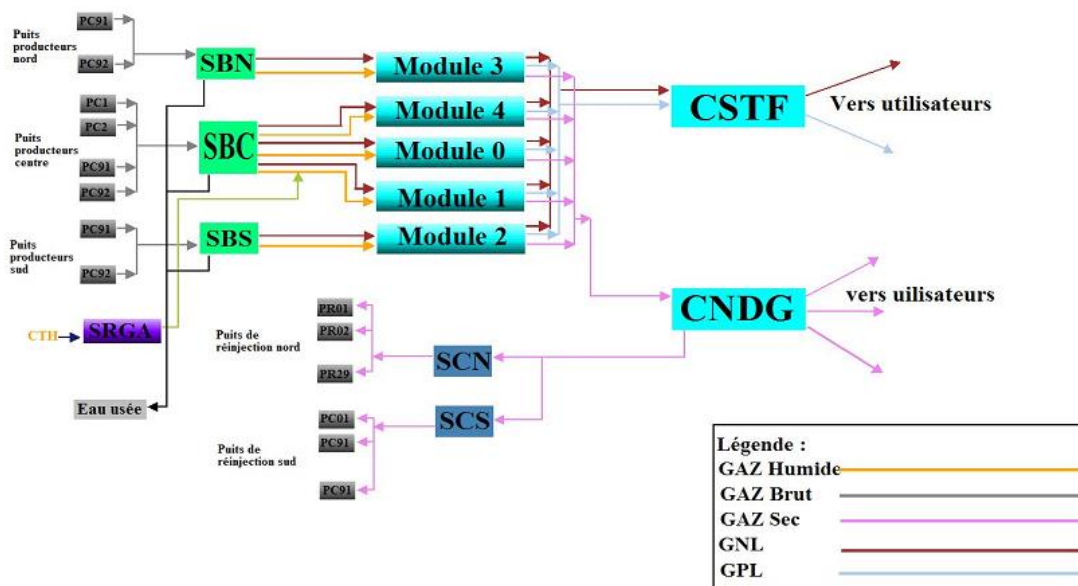 PC91
Puits
producteurs
nord
PC92
SBN
Module 3
PC1
PC2
Puits
producteurs
centre
PC91
PC92
SBC
Module 4
Module 0
Module 1
CSTF
Vers utilisateurs
PC91
Puits
producteurs
sud
PC92
SBS
Module 2
CTH
SRGA
Eau usée
CNDG
vers uilisateurs
Puits de
réinjection nord
PR01
PR02
PR29
SCN
Puits de
réinjection sud
PC01
PC91
PC91
SCS
Légende :
GAZ Humide
GAZ Brut
GAZ Sec
GNL
GPL